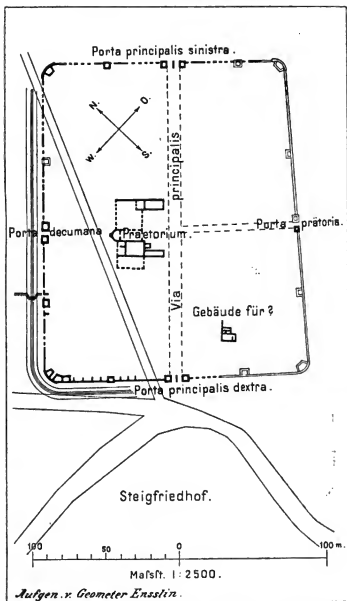 Porta principalis sinistra.
N.
O.
W.
S.
principalis
Porta decumana
Praetorium.
Porta prätoria.
Via
Gebäude für ?
Porta principalis dextra.
Steigfriedhof.
100 50 0 100 m.
Maſsſt. 1:2500.
Aufgen. v. Geometer Ensslin.